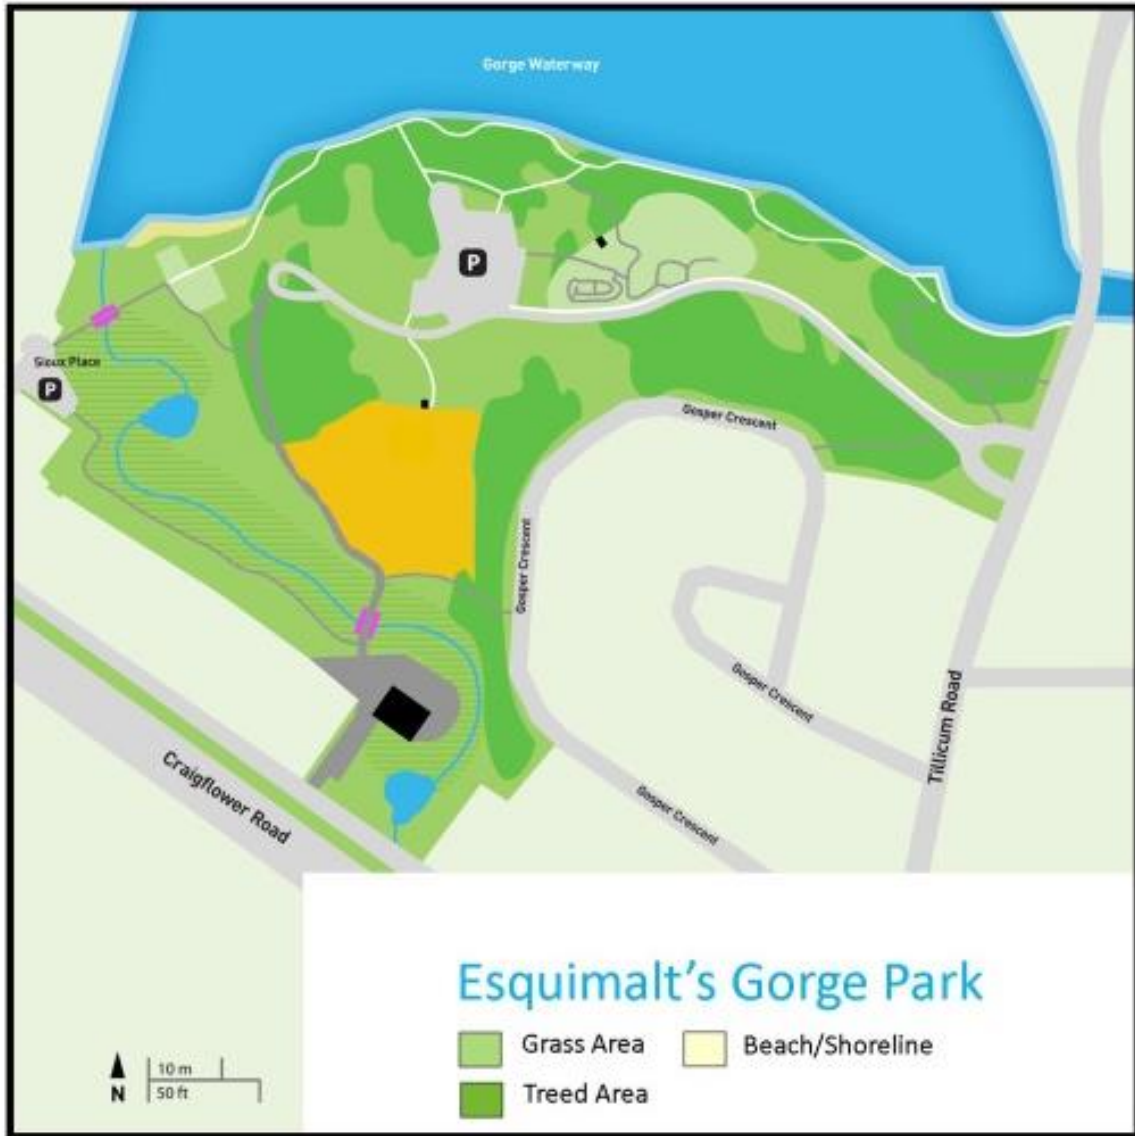 Gorge Waterway
P
Sioux Place
P
Gosper Crescent
Gosper Crescent
Gosper Crescent
Tillicum Road
Craigflower Road
Gosper Crescent
Esquimalt's Gorge Park
Grass Area
Beach/Shoreline
Treed Area
10 m
N
50 ft